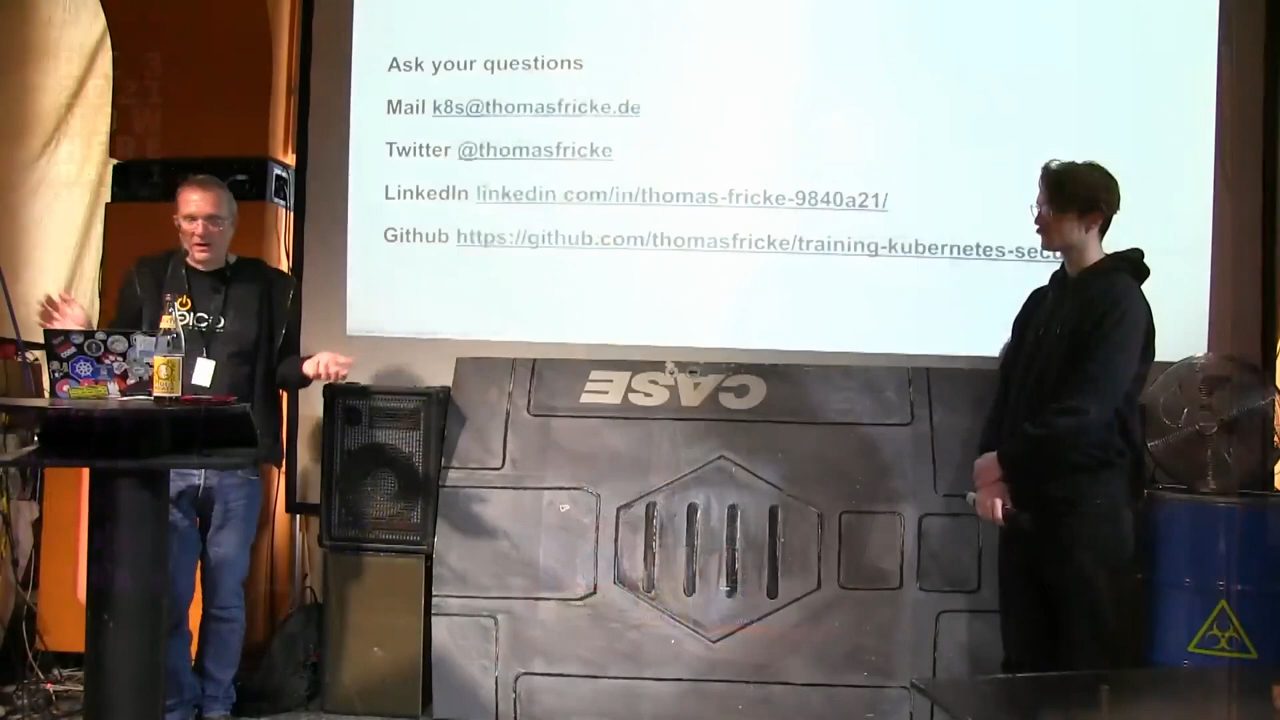 Ask your questions
Mail k8s@thomasfricke.de
Twitter @thomasfricke
LinkedIn linkedin com/in/thomas-fricke-9840a21/
Github https://github.com/thomasfricke/training-kubernetes-secu
CASE